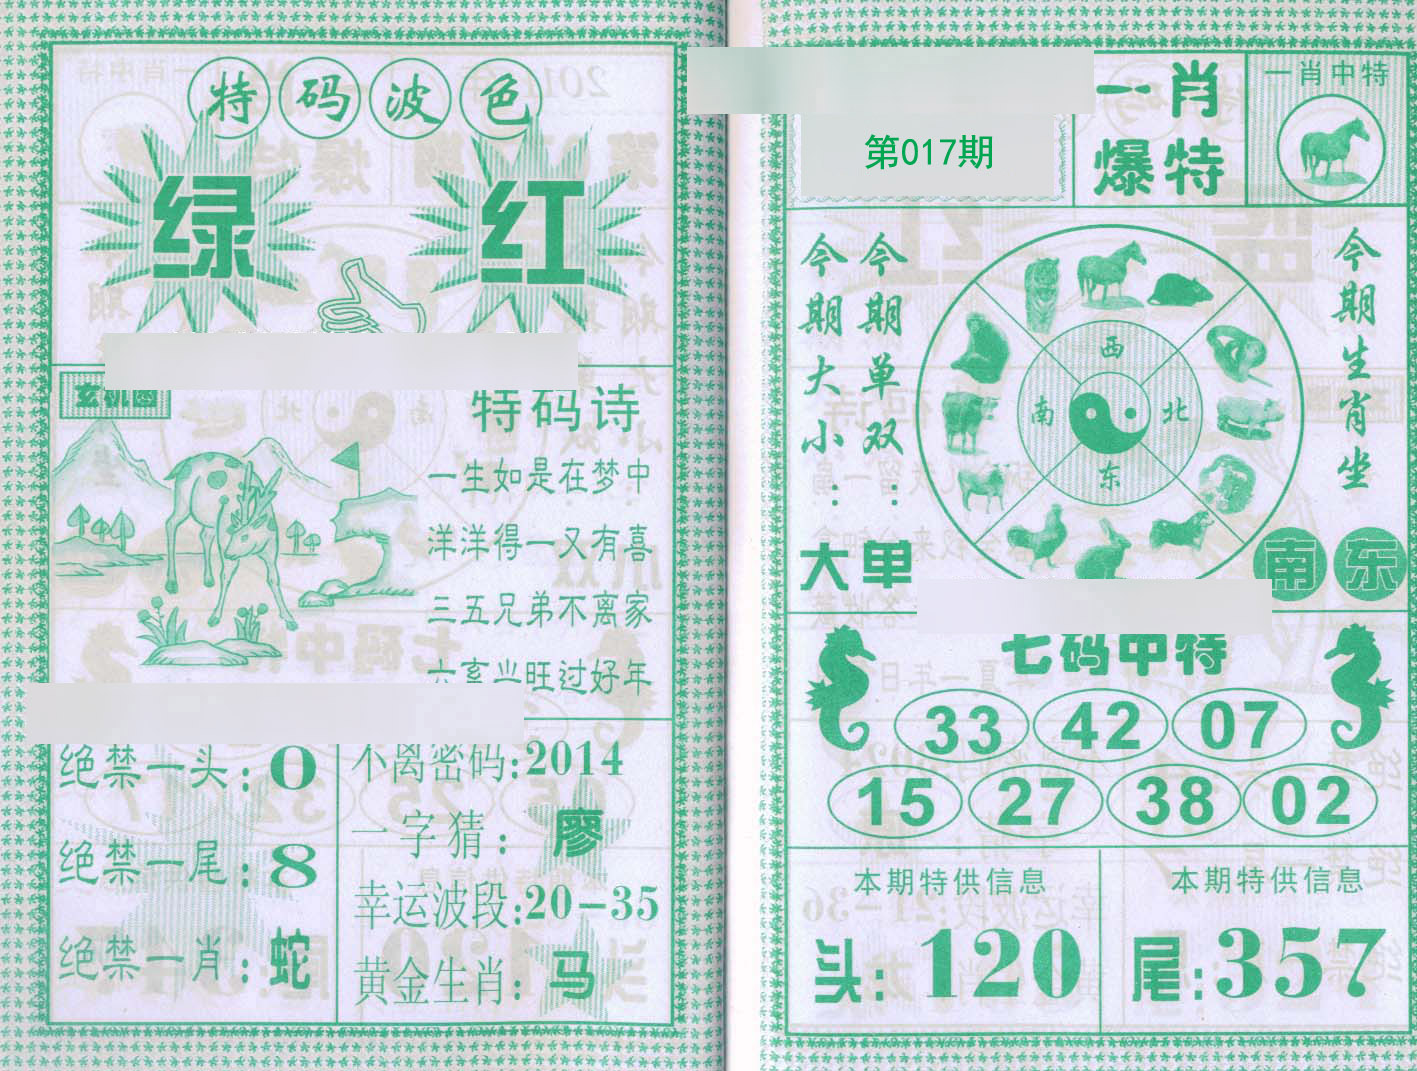 特码波色
绿 红
玄机图
特码诗
一生如是在梦中
洋洋得一又有喜
三五兄弟不离家
六畜兴旺过好年
绝禁一头:0
绝禁一尾:8
绝禁一肖:蛇
不离密码:2014
一字猜:廖
幸运波段:20-35
黄金生肖:马
第017期
一肖
爆特
一肖中特
今期大小:大
今期单双:单
西
南 北
东
今期生肖坐
南东
七码中特
33 42 07
15 27 38 02
本期特供信息
头:120
本期特供信息
尾:357